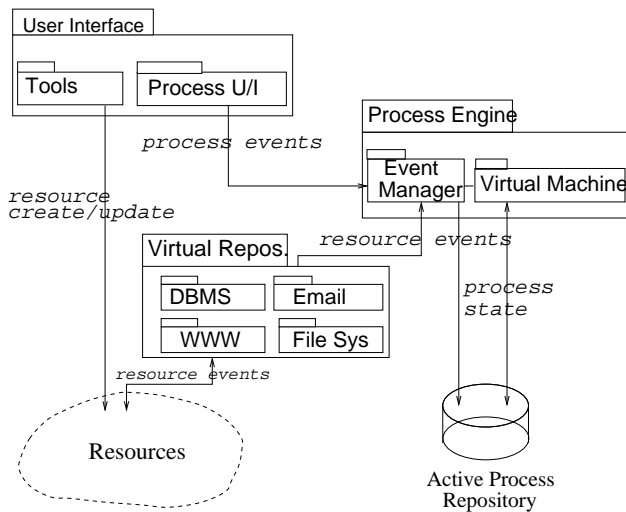 User Interface
Tools
Process U/I
process events
Process Engine
Event
Manager
Virtual Machine
resource
create/update
resource events
Virtual Repos.
DBMS
Email
WWW
File Sys
process
state
resource events
Resources
Active Process
Repository